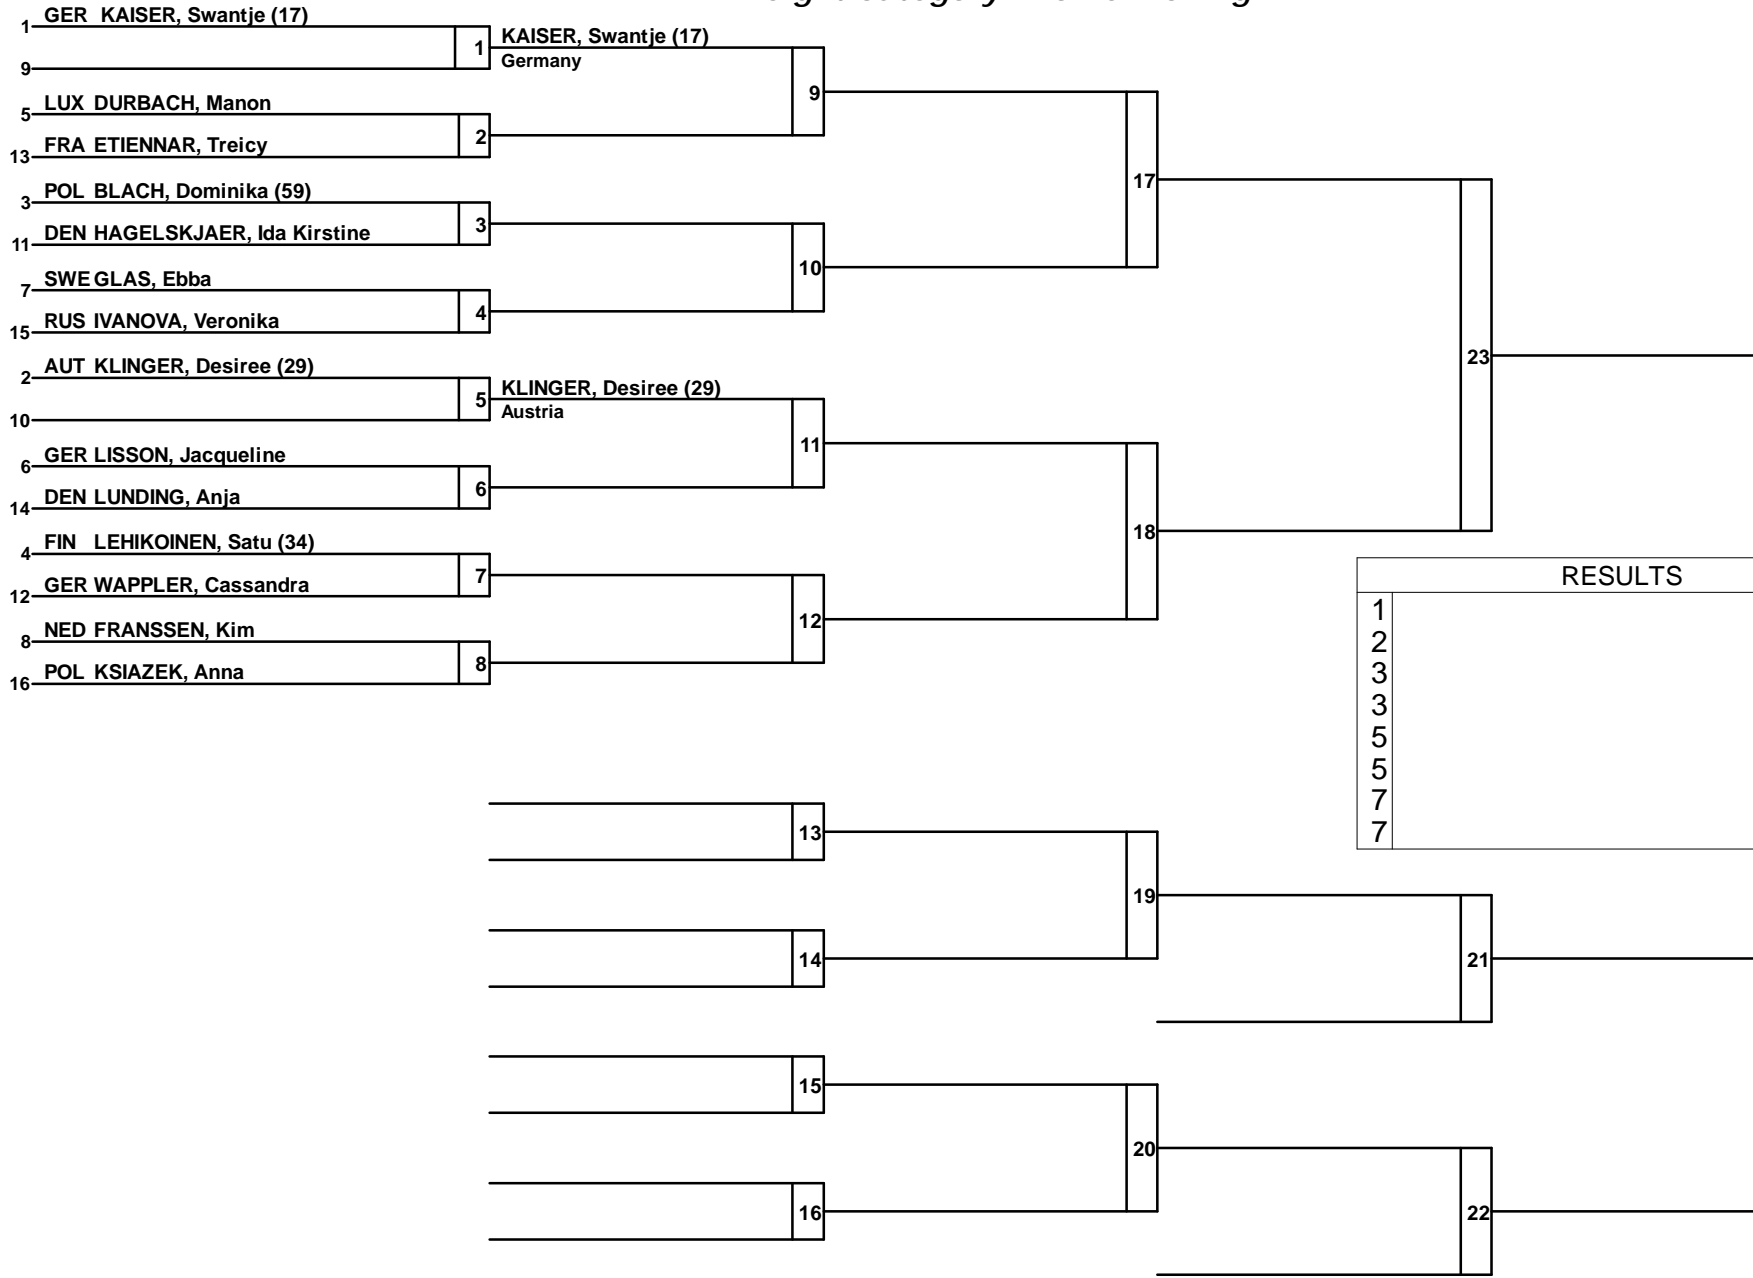 1 GER KAISER, Swantje (17)
9
1 KAISER, Swantje (17)
Germany
5 LUX DURBACH, Manon
13 FRA ETIENNAR, Treicy
2
9
3 POL BLACH, Dominika (59)
11 DEN HAGELSKJAER, Ida Kirstine
3
7 SWE GLAS, Ebba
15 RUS IVANOVA, Veronika
4
10
17
2 AUT KLINGER, Desiree (29)
10
5 KLINGER, Desiree (29)
Austria
6 GER LISSON, Jacqueline
14 DEN LUNDING, Anja
6
11
4 FIN LEHIKOINEN, Satu (34)
12 GER WAPPLER, Cassandra
7
8 NED FRANSSEN, Kim
16 POL KSIAZEK, Anna
8
12
18
23
RESULTS
1
2
3
3
5
5
7
7
13
14
19
21
15
16
20
22